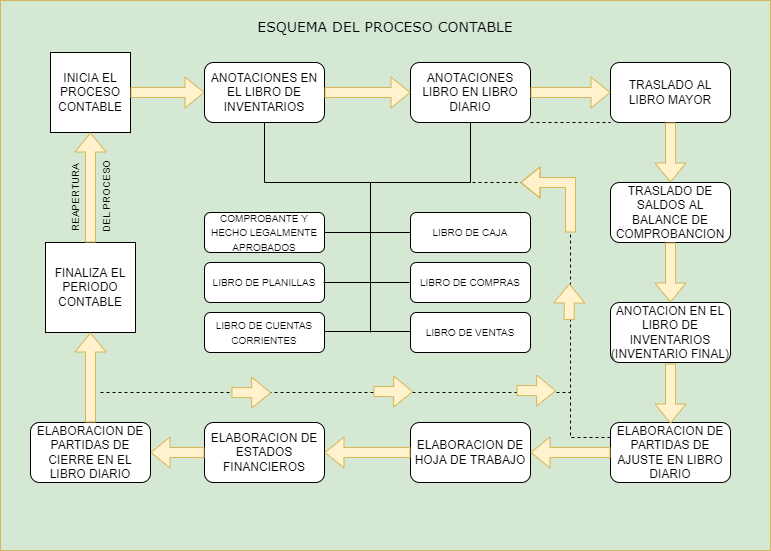 ESQUEMA DEL PROCESO CONTABLE
INICIA EL
PROCESO
CONTABLE
ANOTACIONES EN
EL LIBRO DE
INVENTARIOS
ANOTACIONES
LIBRO EN LIBRO
DIARIO
TRASLADO AL
LIBRO MAYOR
REAPERTURA
DEL PROCESO
TRASLADO DE
SALDOS AL
BALANCE DE
COMPROBANCION
COMPROBANTE Y
HECHO LEGALMENTE
APROBADOS
LIBRO DE CAJA
FINALIZA EL
PERIODO
CONTABLE
LIBRO DE PLANILLAS
LIBRO DE COMPRAS
LIBRO DE CUENTAS
CORRIENTES
LIBRO DE VENTAS
ANOTACION EN EL
LIBRO DE
INVENTARIOS
(INVENTARIO FINAL)
ELABORACION DE
PARTIDAS DE
CIERRE EN EL
LIBRO DIARIO
ELABORACION DE
ESTADOS
FINANCIEROS
ELABORACION DE
HOJA DE TRABAJO
ELABORACION DE
PARTIDAS DE
AJUSTE EN LIBRO
DIARIO